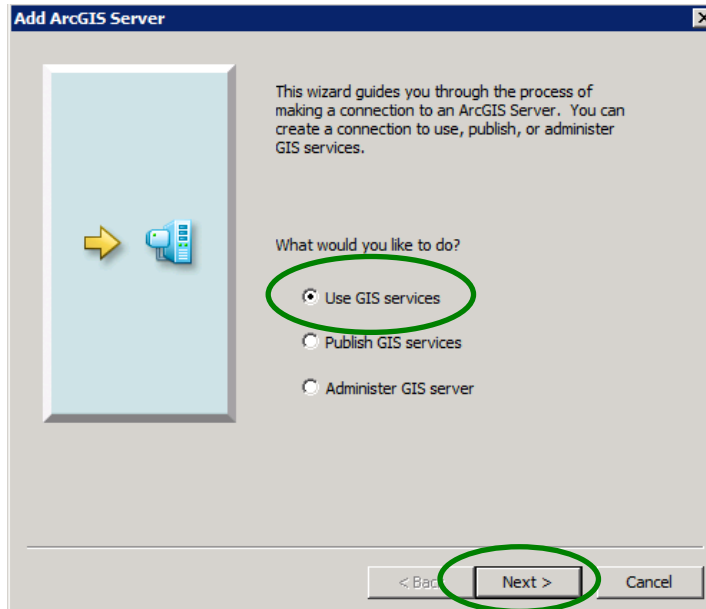 Add ArcGIS Server
This wizard guides you through the process of
making a connection to an ArcGIS Server. You can
create a connection to use, publish, or administer
GIS services.
What would you like to do?
Use GIS services
Publish GIS services
Administer GIS server
< Back Next > Cancel